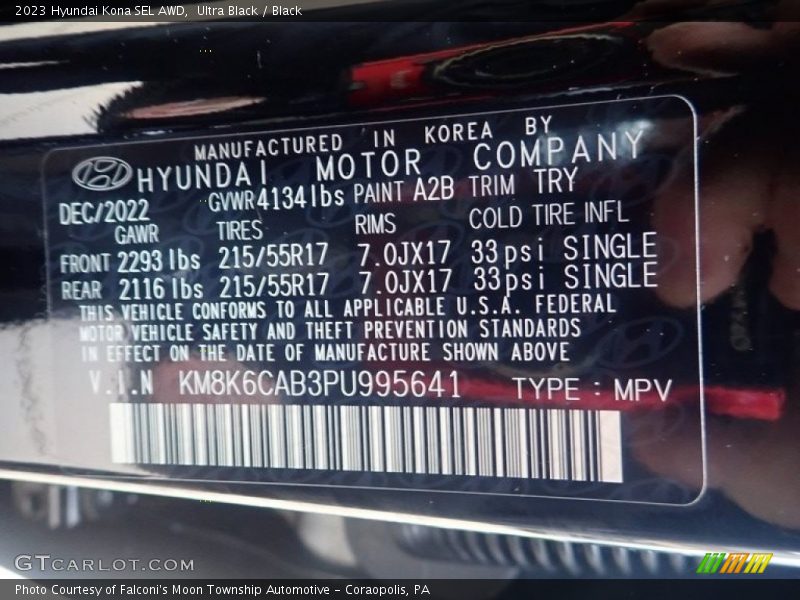 2023 Hyundai Kona SEL AWD, Ultra Black / Black
MANUFACTURED IN KOREA BY
HYUNDAI MOTOR COMPANY
DEC/2022 GVWR 4134 lbs PAINT A2B TRIM TRY
GAWR TIRES RIMS COLD TIRE INFL
FRONT 2293 lbs 215/55R17 7.0JX17 33psi SINGLE
REAR 2116 lbs 215/55R17 7.0JX17 33psi SINGLE
THIS VEHICLE CONFORMS TO ALL APPLICABLE U.S.A. FEDERAL
MOTOR VEHICLE SAFETY AND THEFT PREVENTION STANDARDS
IN EFFECT ON THE DATE OF MANUFACTURE SHOWN ABOVE
V.I.N KM8K6CAB3PU995641 TYPE : MPV
GTCARLOT.COM
Photo Courtesy of Falconi's Moon Township Automotive – Coraopolis, PA